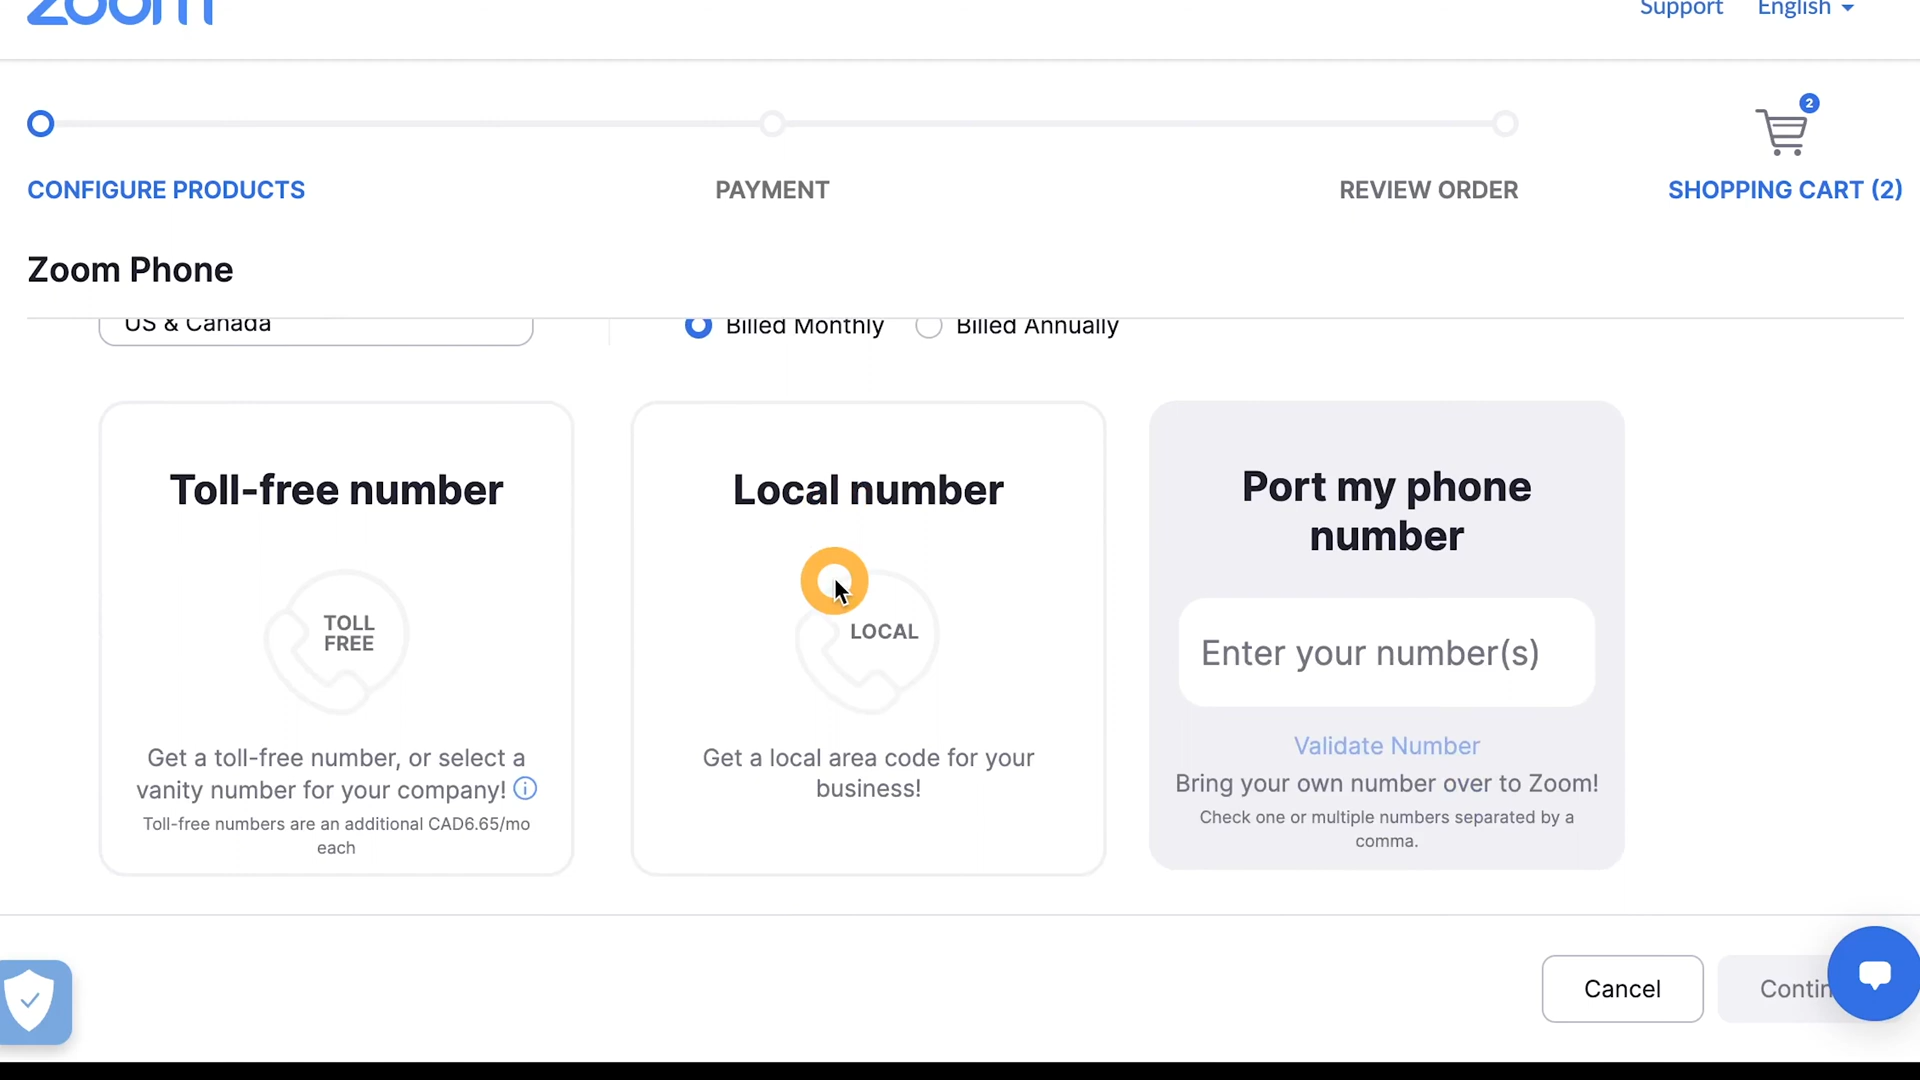 zoom
Support English
2
CONFIGURE PRODUCTS PAYMENT REVIEW ORDER SHOPPING CART (2)
Zoom Phone
US & Canada Billed Monthly Billed Annually
Toll-free number
TOLL
FREE
Get a toll-free number, or select a
vanity number for your company!
Toll-free numbers are an additional CAD6.65/mo
each
Local number
LOCAL
Get a local area code for your
business!
Port my phone
number
Enter your number(s)
Validate Number
Bring your own number over to Zoom!
Check one or multiple numbers separated by a
comma.
Cancel Contin